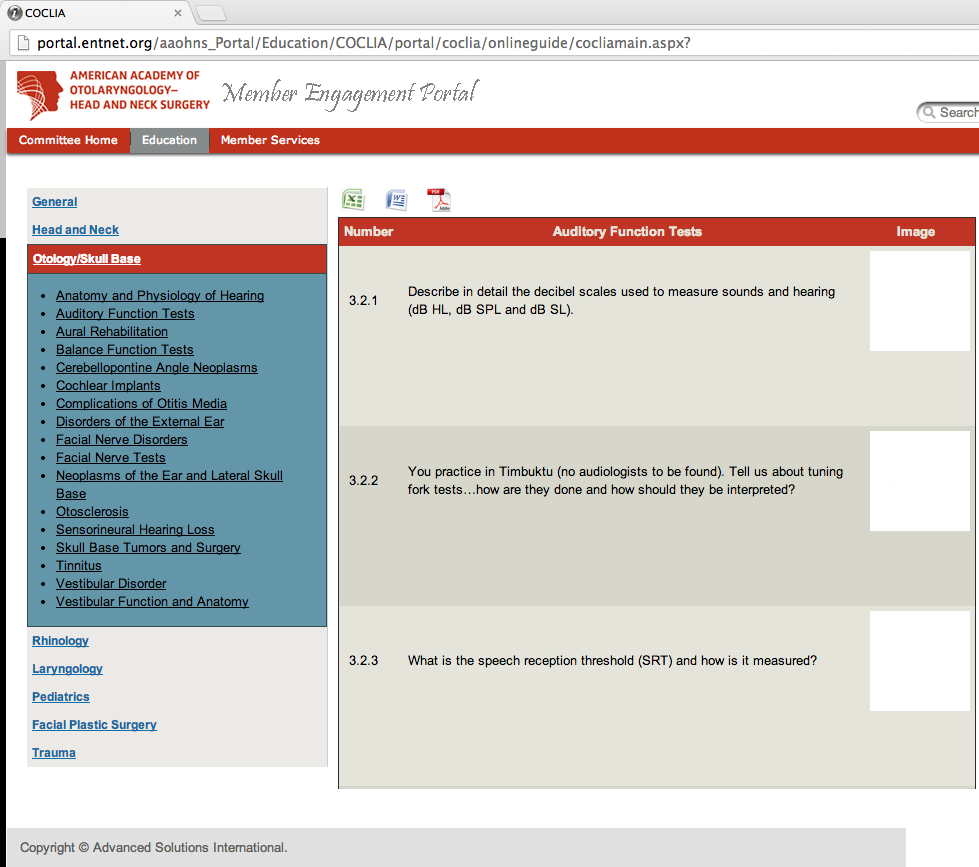 COCLIA
portal.entnet.org/aaohns_Portal/Education/COCLIA/portal/coclia/onlineguide/cocliamain.aspx?
AMERICAN ACADEMY OF
OTOLARYNGOLOGY–
HEAD AND NECK SURGERY
Member Engagement Portal
Search
Committee Home
Education
Member Services
General
Head and Neck
Otology/Skull Base
• Anatomy and Physiology of Hearing
• Auditory Function Tests
• Aural Rehabilitation
• Balance Function Tests
• Cerebellopontine Angle Neoplasms
• Cochlear Implants
• Complications of Otitis Media
• Disorders of the External Ear
• Facial Nerve Disorders
• Facial Nerve Tests
• Neoplasms of the Ear and Lateral Skull
Base
• Otosclerosis
• Sensorineural Hearing Loss
• Skull Base Tumors and Surgery
• Tinnitus
• Vestibular Disorder
• Vestibular Function and Anatomy
Rhinology
Laryngology
Pediatrics
Facial Plastic Surgery
Trauma
PDF
Adobe
Number Auditory Function Tests Image
3.2.1
Describe in detail the decibel scales used to measure sounds and hearing
(dB HL, dB SPL and dB SL).
3.2.2
You practice in Timbuktu (no audiologists to be found). Tell us about tuning
fork tests…how are they done and how should they be interpreted?
3.2.3
What is the speech reception threshold (SRT) and how is it measured?
Copyright © Advanced Solutions International.